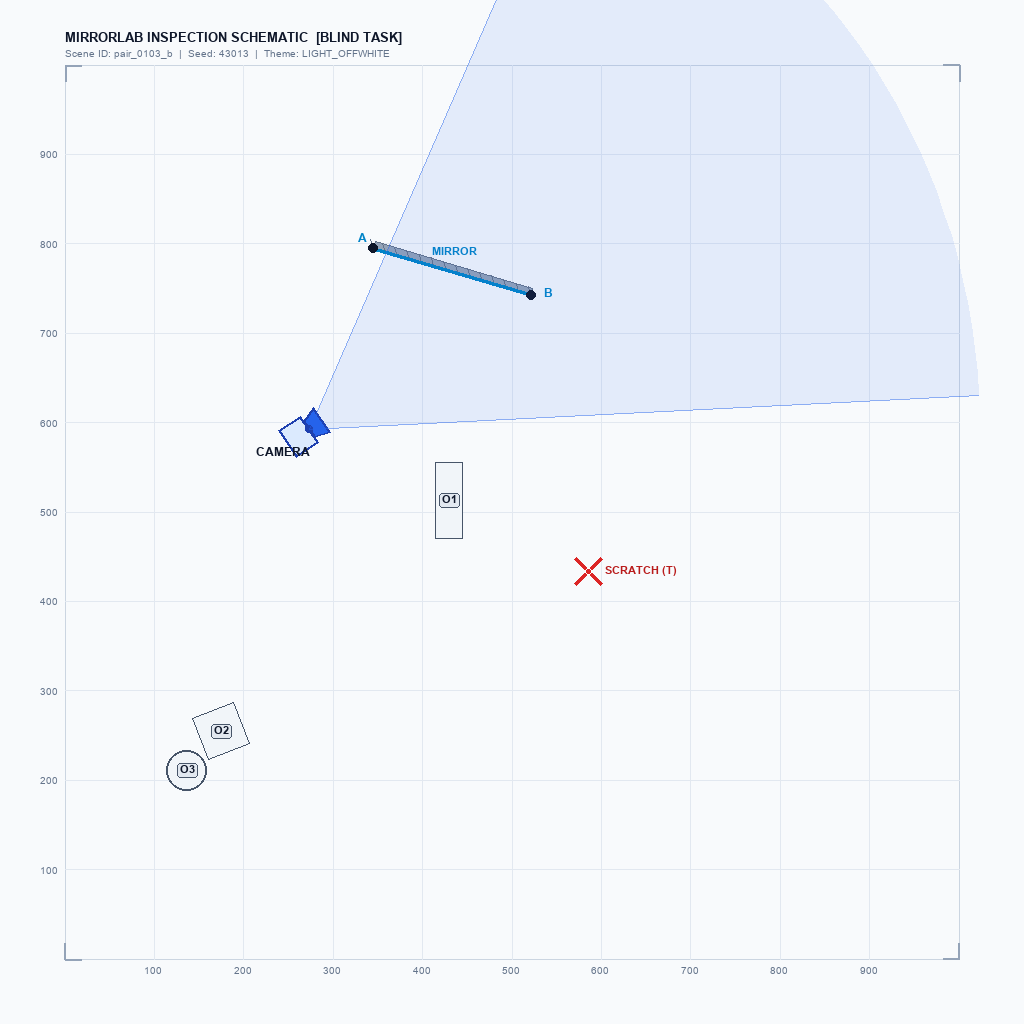 MIRRORLAB INSPECTION SCHEMATIC  [BLIND TASK]
Scene ID: pair_0103_b  |  Seed: 43013  |  Theme: LIGHT_OFFWHITE
900
A
800
MIRROR
B
700
600
CAMERA
O1
500
SCRATCH (T)
400
300
O2
O3
200
100
100 200 300 400 500 600 700 800 900